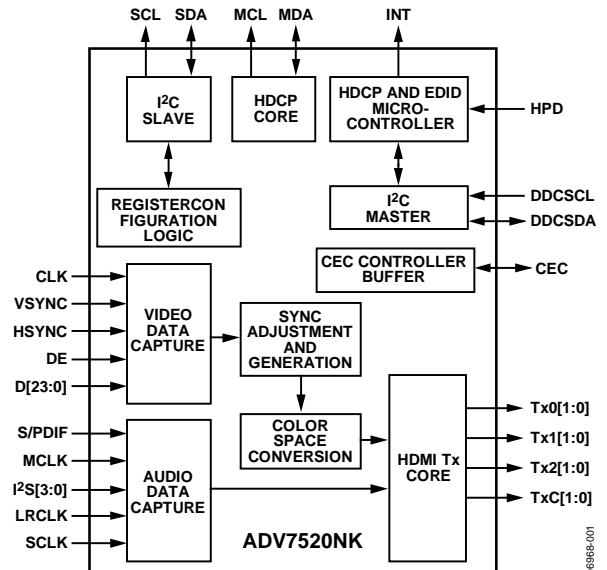 SCL SDA MCL MDA INT
I²C
SLAVE
HDCP
CORE
HDCP AND EDID
MICRO-
CONTROLLER
HPD
REGISTERCON
FIGURATION
LOGIC
I²C
MASTER
DDCSCL
DDCSDA
CEC CONTROLLER
BUFFER
CEC
CLK
VSYNC
HSYNC
DE
D[23:0]
VIDEO
DATA
CAPTURE
SYNC
ADJUSTMENT
AND
GENERATION
COLOR
SPACE
CONVERSION
S/PDIF
MCLK
I²S[3:0]
LRCLK
SCLK
AUDIO
DATA
CAPTURE
HDMI Tx
CORE
Tx0[1:0]
Tx1[1:0]
Tx2[1:0]
TxC[1:0]
ADV7520NK
6968-001